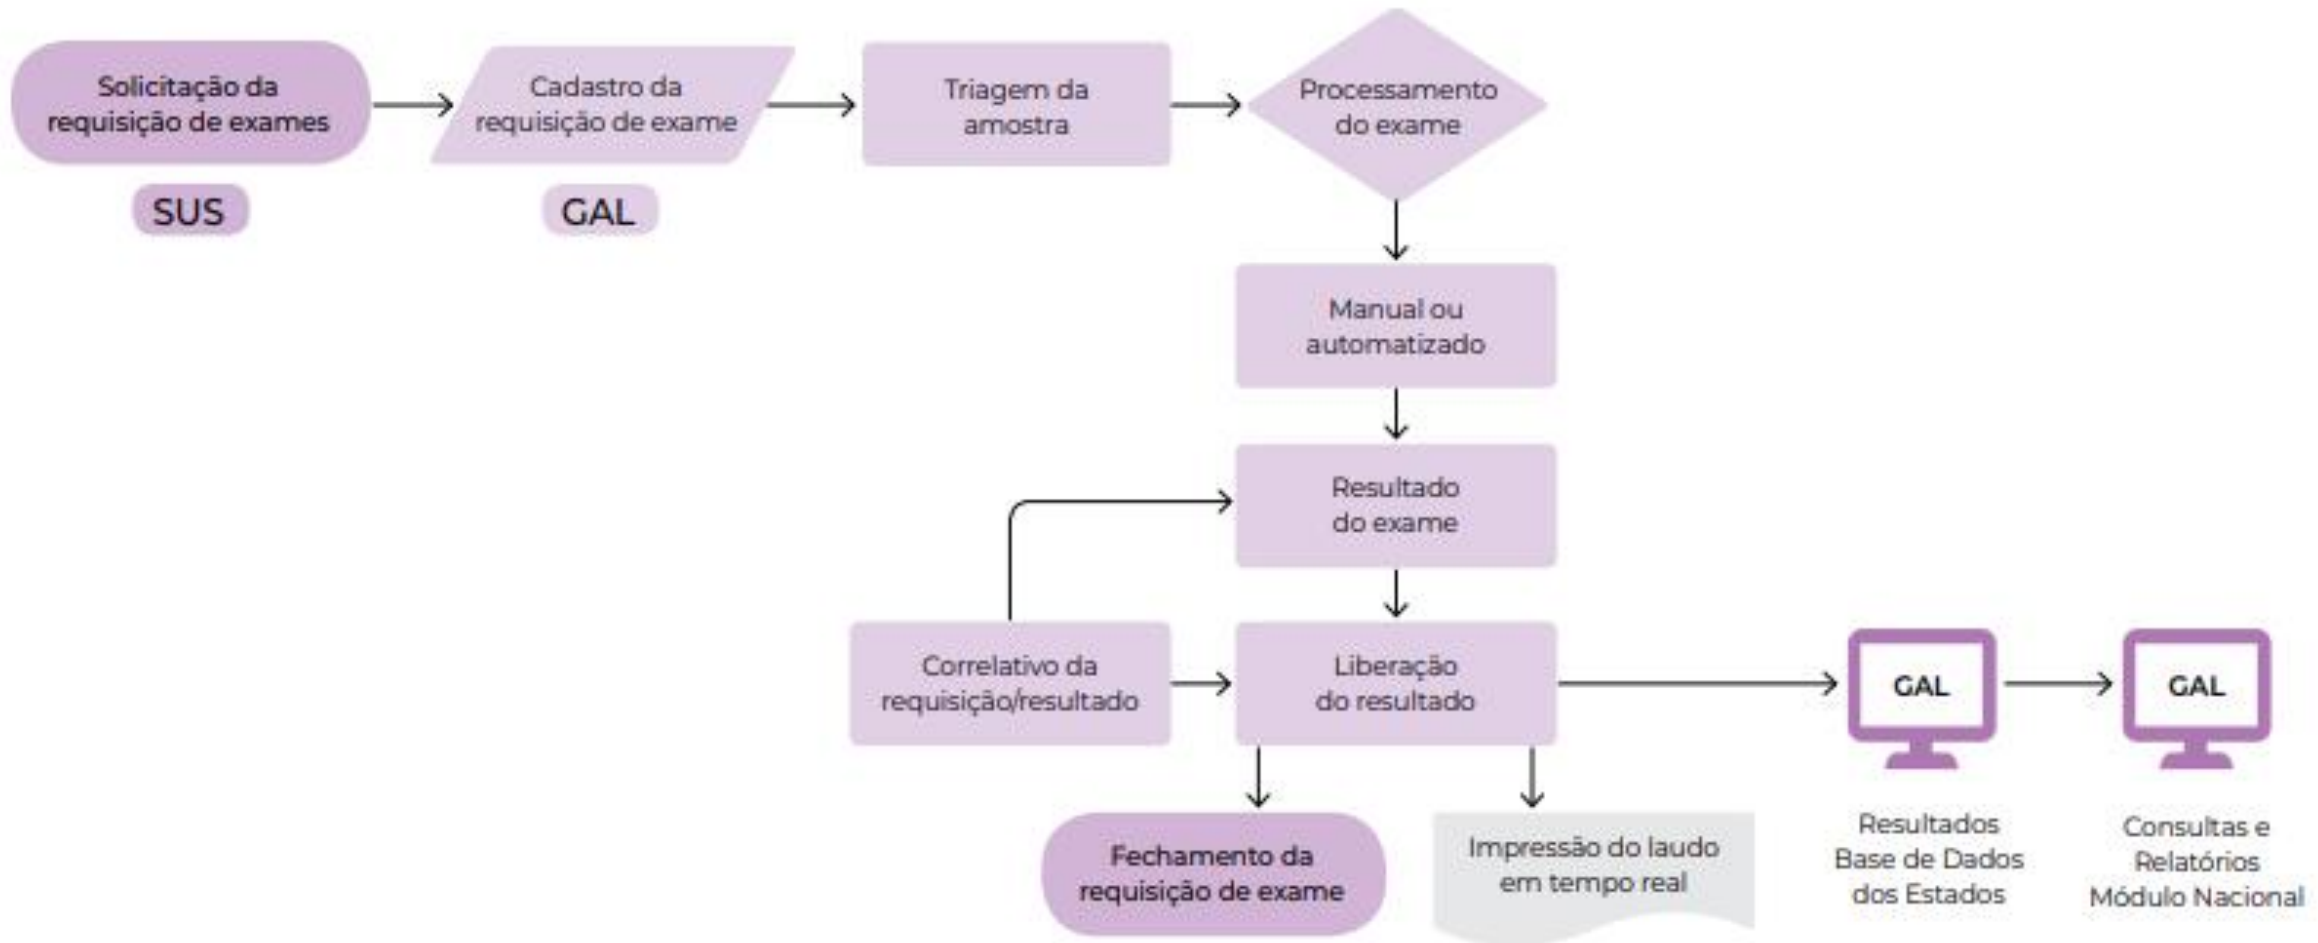 Solicitação da
requisição de exames
SUS
Cadastro da
requisição de exame
GAL
Triagem da
amostra
Processamento
do exame
Manual ou
automatizado
Resultado
do exame
Correlativo da
requisição/resultado
Liberação
do resultado
Fechamento da
requisição de exame
Impressão do laudo
em tempo real
GAL
Resultados
Base de Dados
dos Estados
GAL
Consultas e
Relatórios
Módulo Nacional